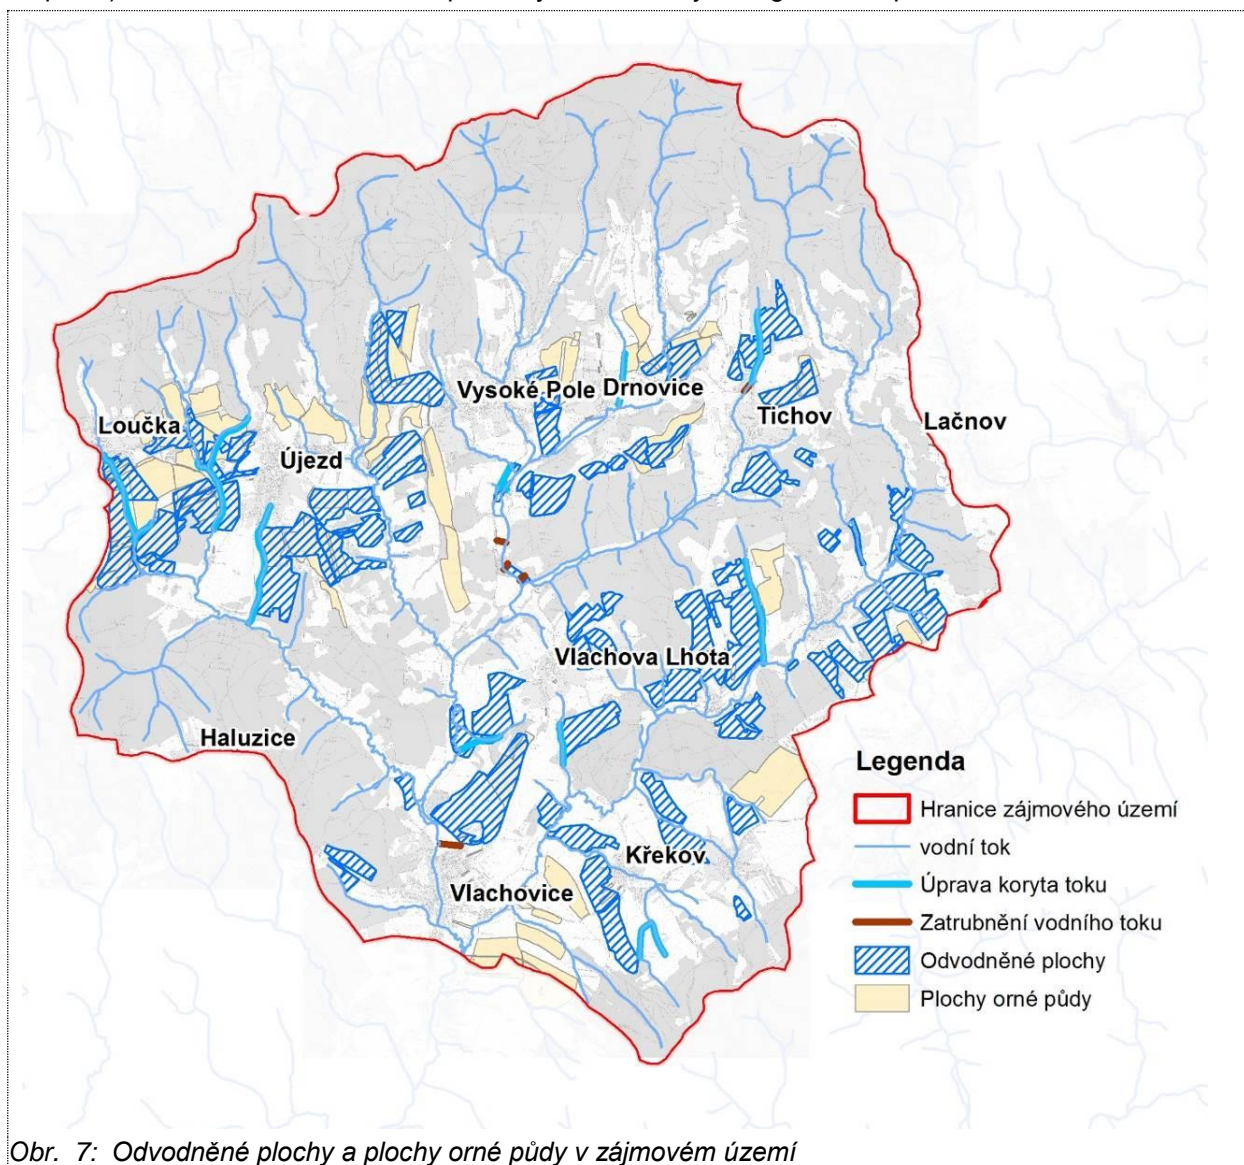 Vysoké Pole
Drnovice
Loučka
Tichov
Lačnov
Újezd
Vlachova Lhota
Haluzice
Legenda
Hranice zájmového území
vodní tok
Křekov
Úprava koryta toku
Vlachovice
Zatrubnění vodního toku
Odvodněné plochy
Plochy orné půdy
Obr. 7: Odvodněné plochy a plochy orné půdy v zájmovém území